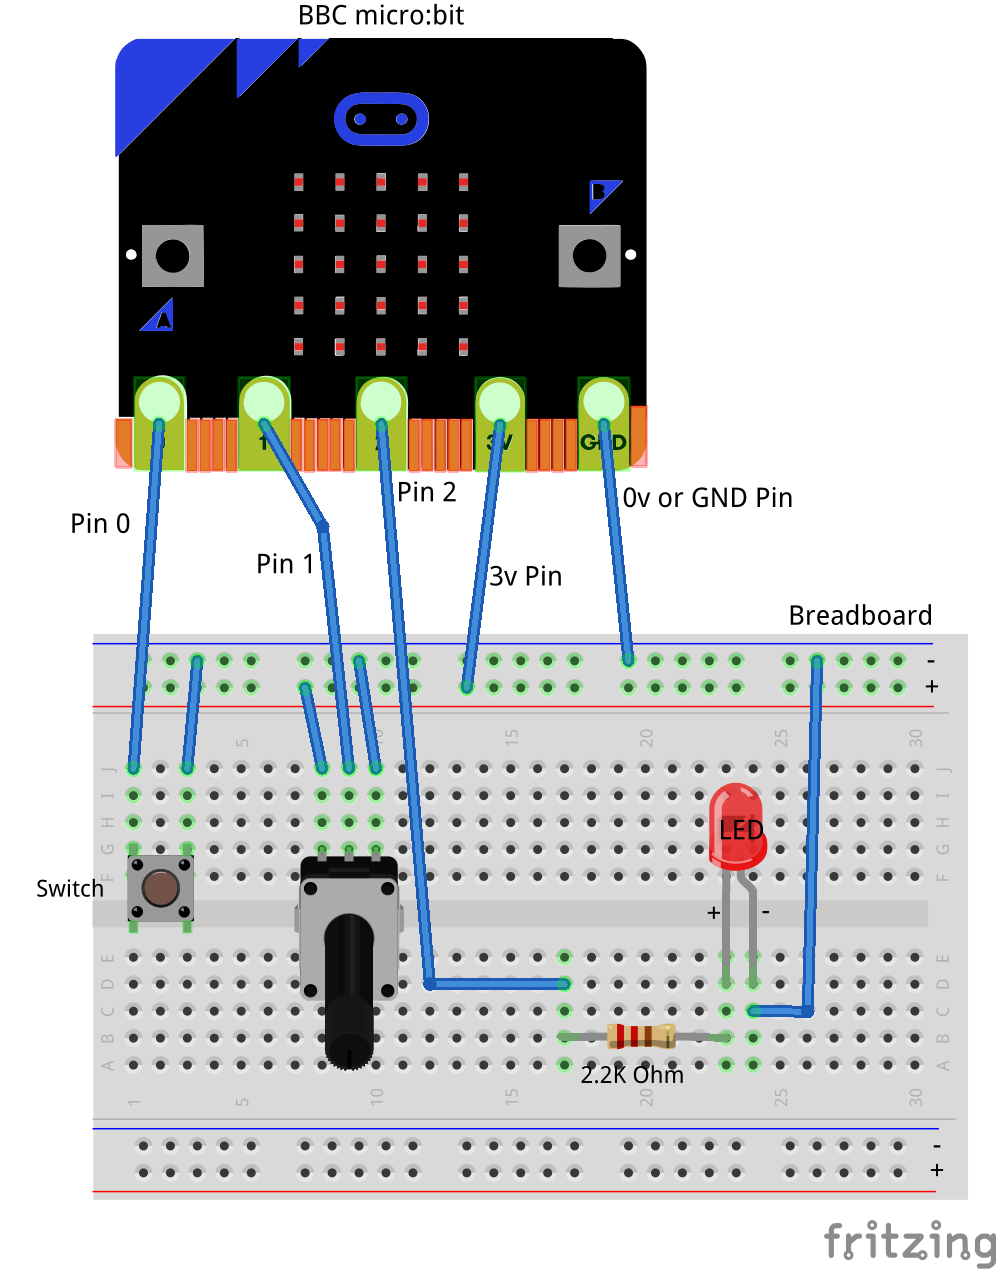 BBC micro:bit
B
A
0 1 2 3V GND
Pin 2
0v or GND Pin
Pin 0
Pin 1
3v Pin
Breadboard
-
+
5 10 15 20 25 30
J J
I I
H H
LED
G G
Switch
F F
+ -
E E
D D
C C
B B
A A
2.2K Ohm
1 5 10 15 20 25 30
-
+
fritzing